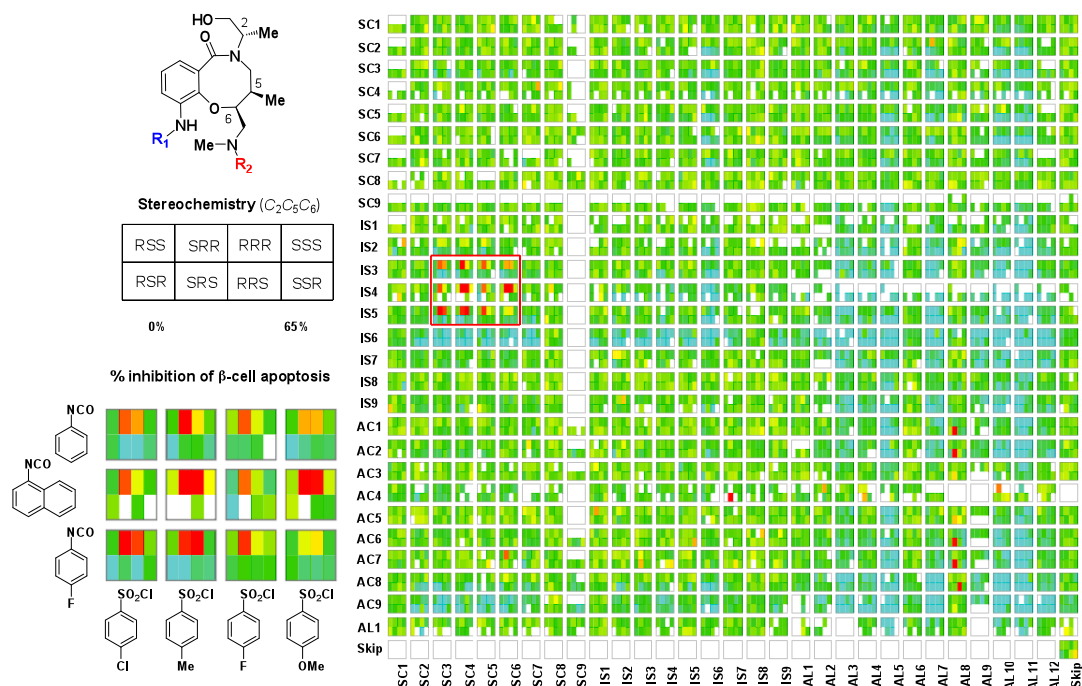 HO
2
Me
O
N
5
O
Me
6
NH
R1
Me N
R2
Stereochemistry (C2C5C6)
RSS SRR RRR SSS
RSR SRS RRS SSR
0% 65%
% inhibition of β-cell apoptosis
NCO
NCO
NCO
F
SO2Cl SO2Cl SO2Cl SO2Cl
Cl Me F OMe
SC1
SC2
SC3
SC4
SC5
SC6
SC7
SC8
SC9
IS1
IS2
IS3
IS4
IS5
IS6
IS7
IS8
IS9
AC1
AC2
AC3
AC4
AC5
AC6
AC7
AC8
AC9
AL1
Skip
SC1 SC2 SC3 SC4 SC5 SC6 SC7 SC8 SC9 IS1 IS2 IS3 IS4 IS5 IS6 IS7 IS8 IS9 AL1 AL2 AL3 AL4 AL5 AL6 AL7 AL8 AL9 AL10 AL11 AL12 Skip